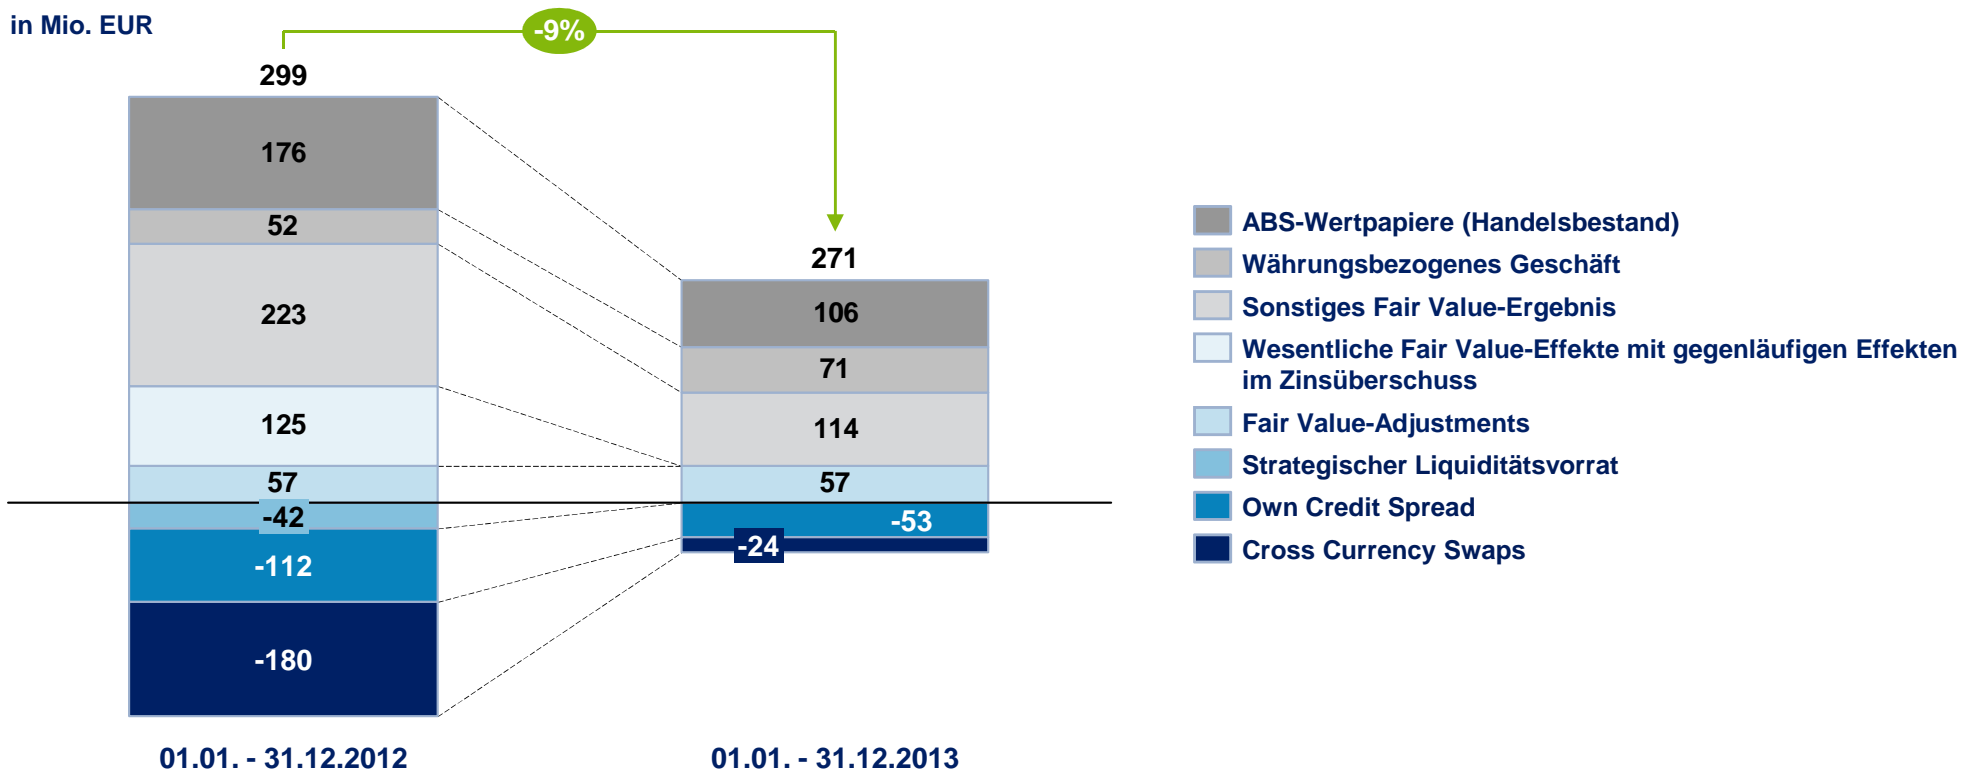 in Mio. EUR
-9%
299
176
52
223
125
57
-42
-112
-180
01.01. - 31.12.2012
271
106
71
114
57
-53
-24
01.01. - 31.12.2013
ABS-Wertpapiere (Handelsbestand)
Währungsbezogenes Geschäft
Sonstiges Fair Value-Ergebnis
Wesentliche Fair Value-Effekte mit gegenläufigen Effekten
im Zinsüberschuss
Fair Value-Adjustments
Strategischer Liquiditätsvorrat
Own Credit Spread
Cross Currency Swaps